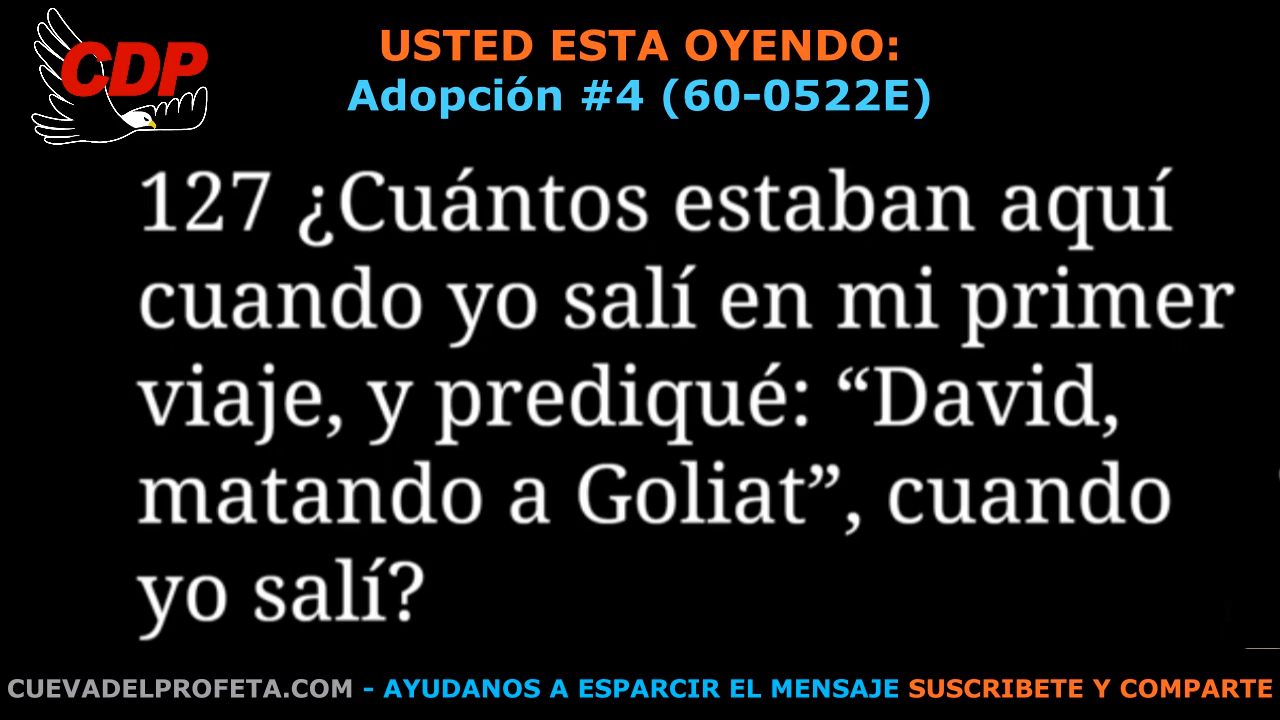 CDP
USTED ESTA OYENDO:
Adopción #4 (60-0522E)
127 ¿Cuántos estaban aquí
cuando yo salí en mi primer
viaje, y prediqué: “David,
matando a Goliat”, cuando
yo salí?
CUEVADELPROFETA.COM - AYUDANOS A ESPARCIR EL MENSAJE SUSCRIBETE Y COMPARTE